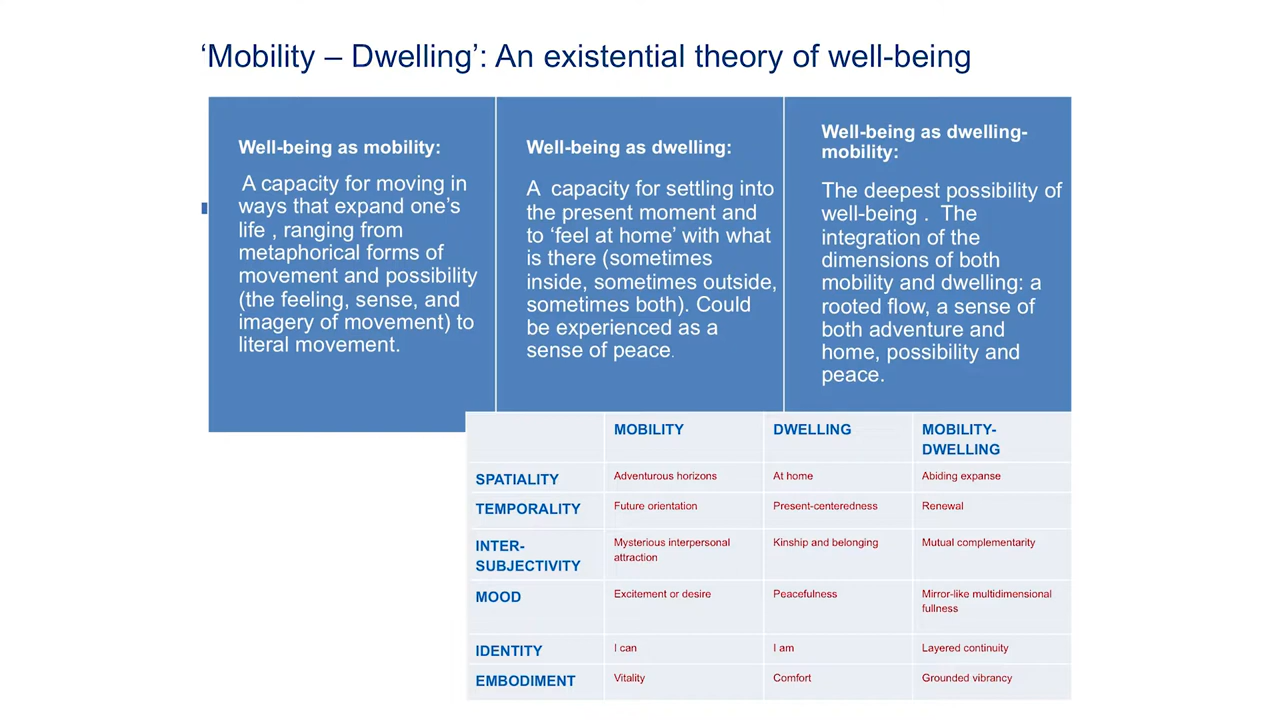 ‘Mobility – Dwelling’: An existential theory of well-being
Well-being as mobility:
A capacity for moving in
ways that expand one’s
life , ranging from
metaphorical forms of
movement and possibility
(the feeling, sense, and
imagery of movement) to
literal movement.
Well-being as dwelling:
A capacity for settling into
the present moment and
to ‘feel at home’ with what
is there (sometimes
inside, sometimes outside,
sometimes both). Could
be experienced as a
sense of peace.
Well-being as dwelling-
mobility:
The deepest possibility of
well-being . The
integration of the
dimensions of both
mobility and dwelling: a
rooted flow, a sense of
both adventure and
home, possibility and
peace.
MOBILITY
DWELLING
MOBILITY-
DWELLING
SPATIALITY
Adventurous horizons
At home
Abiding expanse
TEMPORALITY
Future orientation
Present-centeredness
Renewal
INTER-
SUBJECTIVITY
Mysterious interpersonal
attraction
Kinship and belonging
Mutual complementarity
MOOD
Excitement or desire
Peacefulness
Mirror-like multidimensional
fullness
IDENTITY
I can
I am
Layered continuity
EMBODIMENT
Vitality
Comfort
Grounded vibrancy